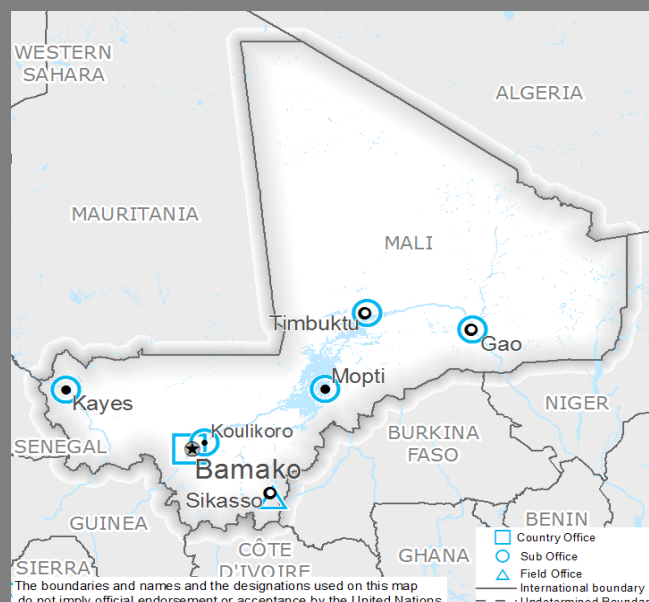 WESTERN
SAHARA
ALGERIA
MAURITANIA
MALI
Timbuktu
Gao
Mopti
Kayes
NIGER
Koulikoro
BURKINA
FASO
SENEGAL
Bamako
Sikasso
GUINEA
BENIN
Country Office
CÔTE
D'IVOIRE
GHANA
Sub Office
SIERRA
Field Office
The boundaries and names and the designations used on this map
do not imply official endorsement or acceptance by the United Nations
International boundary